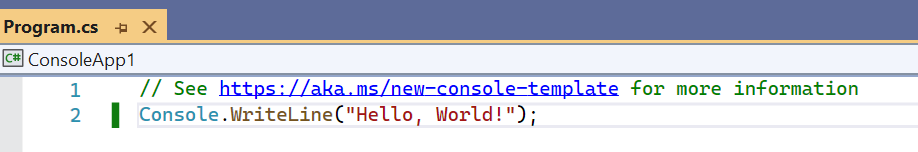 Program.cs
C# ConsoleApp1
1 // See https://aka.ms/new-console-template for more information
2 Console.WriteLine("Hello, World!");